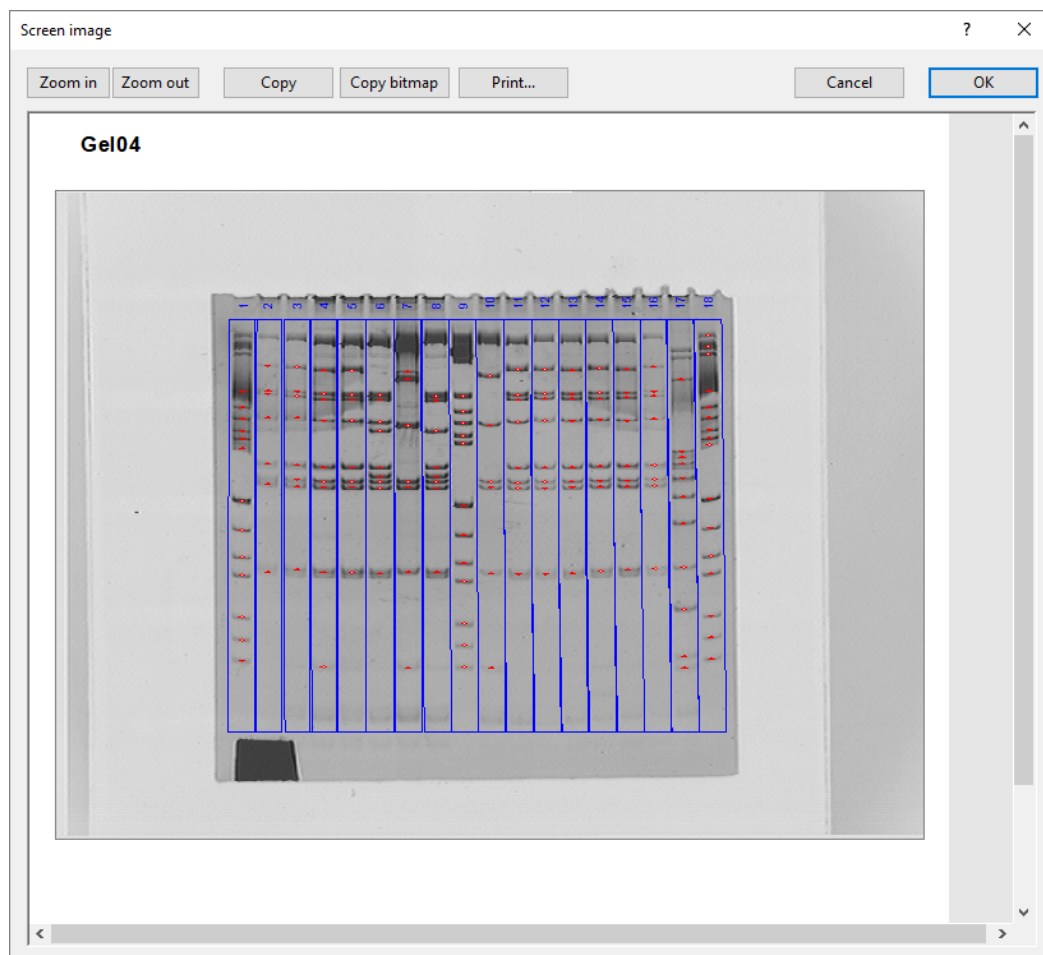 Screen image ?
Zoom in Zoom out Copy Copy bitmap Print... Cancel OK
Gel04
1 2 3 4 5 6 7 8 9 10 11 12 13 14 15 16 17 18